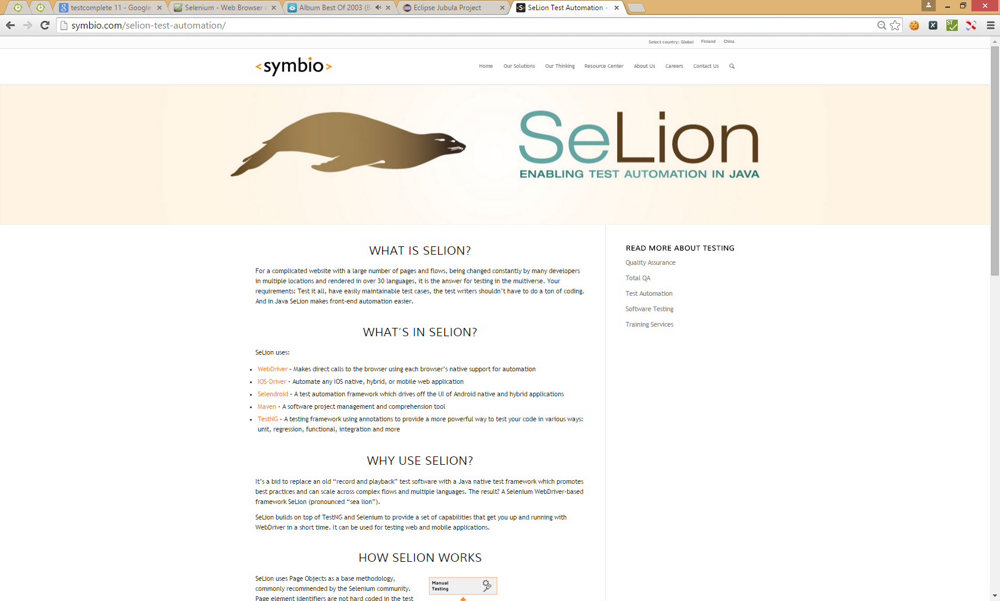 testcomplete 11 - Google
Selenium - Web Browser A
Album Best Of 2003 (B
Eclipse Jubula Project
<S> SeLion Test Automation -
symbio.com/selion-test-automation/
ST
Select country: Global Finland China
<symbio>
Home Our Solutions Our Thinking Resource Center About Us Careers Contact Us
SeLion
ENABLING TEST AUTOMATION IN JAVA
WHAT IS SELION?
For a complicated website with a large number of pages and flows, being changed constantly by many developers
in multiple locations and rendered in over 30 languages, it is the answer for testing in the multiverse. Your
requirements: Test it all, have easily maintainable test cases, the test writers shouldn’t have to do a ton of coding.
And in Java SeLion makes front-end automation easier.
WHAT’S IN SELION?
SeLion uses:
• WebDriver – Makes direct calls to the browser using each browser’s native support for automation
• IOS-Driver – Automate any IOS native, hybrid, or mobile web application
• Selendroid – A test automation framework which drives off the UI of Android native and hybrid applications
• Maven – A software project management and comprehension tool
• TestNG – A testing framework using annotations to provide a more powerful way to test your code in various ways:
unit, regression, functional, integration and more
WHY USE SELION?
It’s a bid to replace an old “record and playback” test software with a Java native test framework which promotes
best practices and can scale across complex flows and multiple languages. The result? A Selenium WebDriver-based
framework SeLion (pronounced “sea lion”).
SeLion builds on top of TestNG and Selenium to provide a set of capabilities that get you up and running with
WebDriver in a short time. It can be used for testing web and mobile applications.
HOW SELION WORKS
SeLion uses Page Objects as a base methodology,
commonly recommended by the Selenium community.
Page element identifiers are not hard coded in the test
Manual
Testing
READ MORE ABOUT TESTING
Quality Assurance
Total QA
Test Automation
Software Testing
Training Services